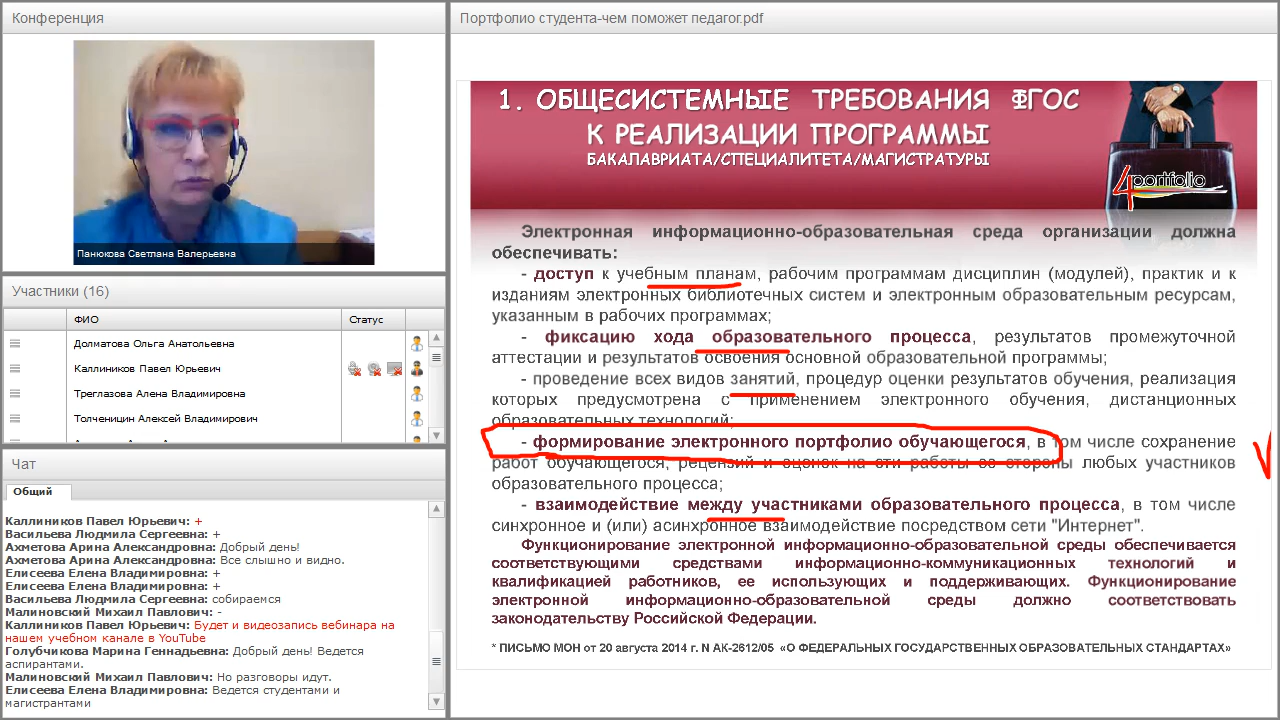 Конференция
Панюкова Светлана Валерьевна
Участники (16)
ФИО
Статус
Долматова Ольга Анатольевна
Каллиников Павел Юрьевич
Треглазова Алена Владимировна
Толченицин Алексей Владимирович
Чат
Общий
Каллиников Павел Юрьевич: +
Васильева Людмила Сергеевна: +
Ахметова Арина Александровна: Добрый день!
Ахметова Арина Александровна: Все слышно и видно.
Елисеева Елена Владимировна: +
Елисеева Елена Владимировна: +
Васильева Людмила Сергеевна: собираемся
Малиновский Михаил Павлович: -
Каллиников Павел Юрьевич: Будет и видеозапись вебинара на
нашем учебном канале в YouTube
Голубчикова Марина Геннадьевна: Добрый день! Ведется
аспирантами.
Малиновский Михаил Павлович: Но разговоры идут.
Елисеева Елена Владимировна: Ведется студентами и
магистрантами
Портфолио студента-чем поможет педагог.pdf
1. ОБЩЕСИСТЕМНЫЕ ТРЕБОВАНИЯ ФГОС
К РЕАЛИЗАЦИИ ПРОГРАММЫ
БАКАЛАВРИАТА/СПЕЦИАЛИТЕТА/МАГИСТРАТУРЫ
4portfolio
Электронная информационно-образовательная среда организации должна
обеспечивать:
- доступ к учебным планам, рабочим программам дисциплин (модулей), практик и к
изданиям электронных библиотечных систем и электронным образовательным ресурсам,
указанным в рабочих программах;
- фиксацию хода образовательного процесса, результатов промежуточной
аттестации и результатов освоения основной образовательной программы;
- проведение всех видов занятий, процедур оценки результатов обучения, реализация
которых предусмотрена с применением электронного обучения, дистанционных
образовательных технологий;
- формирование электронного портфолио обучающегося, в том числе сохранение
работ обучающегося, рецензий и оценок на эти работы со стороны любых участников
образовательного процесса;
- взаимодействие между участниками образовательного процесса, в том числе
синхронное и (или) асинхронное взаимодействие посредством сети "Интернет".
Функционирование электронной информационно-образовательной среды обеспечивается
соответствующими средствами информационно-коммуникационных технологий и
квалификацией работников, ее использующих и поддерживающих. Функционирование
электронной информационно-образовательной среды должно соответствовать
законодательству Российской Федерации.
* ПИСЬМО МОН от 20 августа 2014 г. N АК-2612/05 «О ФЕДЕРАЛЬНЫХ ГОСУДАРСТВЕННЫХ ОБРАЗОВАТЕЛЬНЫХ СТАНДАРТАХ»